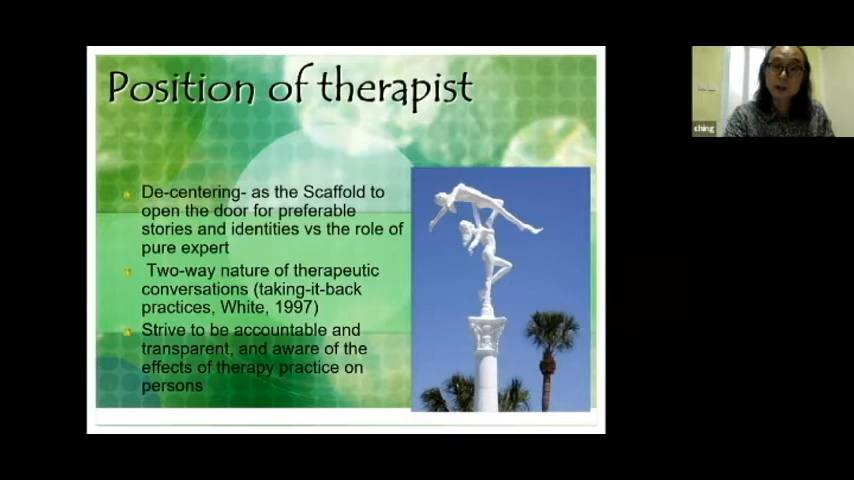 Position of therapist
ching
De-centering- as the Scaffold to
open the door for preferable
stories and identities vs the role of
pure expert
Two-way nature of therapeutic
conversations (taking-it-back
practices, White, 1997)
Strive to be accountable and
transparent, and aware of the
effects of therapy practice on
persons